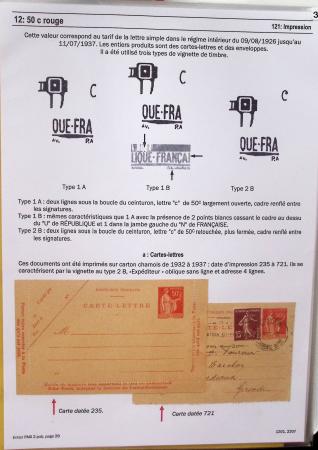 3
12: 50 c rouge
121: Impression
Cette valeur correspond au tarif de la lettre simple dans le régime intérieur du 09/08/1926 jusqu'au
11/07/1937. Les entiers produits sont des cartes-lettres et des enveloppes.
Il a été utilisé trois types de vignette de timbre.
C
C
C
QUE·FRA
QUE·FRA
QUE·FRA
LIQUE·FRANÇAI
Type 1 A
Type 1 B
Type 2 B
Type 1 A : deux lignes sous la boucle du ceinturon, lettre "c" de 50ᶜ largement ouverte, cadre renflé entre
les signatures.
Type 1 B : mêmes caractéristiques que 1 A avec la présence de 2 points blancs cassant le cadre au dessu
du "U" de RÉPUBLIQUE et 1 dans la jambe gauche du "N" de FRANÇAISE.
Type 2 B : deux lignes sous la boucle du ceinturon, lettre "c" de 50ᶜ retouchée, plus fermée, cadre renflé entr
les signatures.
a : Cartes-lettres
Ces documents ont été imprimés sur carton chamois de 1932 à 1937 : date d'impression 235 à 721. Ils se
caractérisent par la vignette au type 2 B, «Expéditeur » oblique sans ligne et adresse 4 lignes.
CARTE-LETTRE
M
Carte datée 235.
Carte datée 721